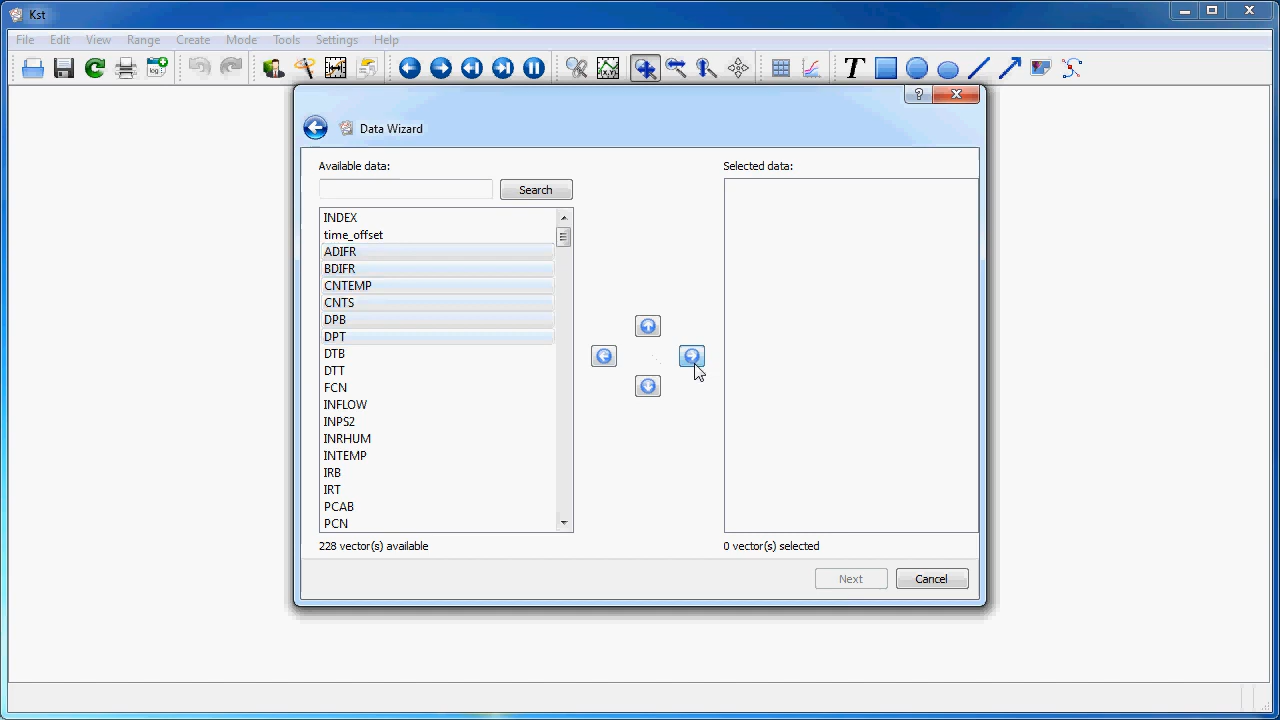 Kst
File Edit View Range Create Mode Tools Settings Help
log:
X,Y
T
?
Data Wizard
Available data:
Search
INDEX
time_offset
ADIFR
BDIFR
CNTEMP
CNTS
DPB
DPT
DTB
DTT
FCN
INFLOW
INPS2
INRHUM
INTEMP
IRB
IRT
PCAB
PCN
228 vector(s) available
Selected data:
0 vector(s) selected
Next
Cancel